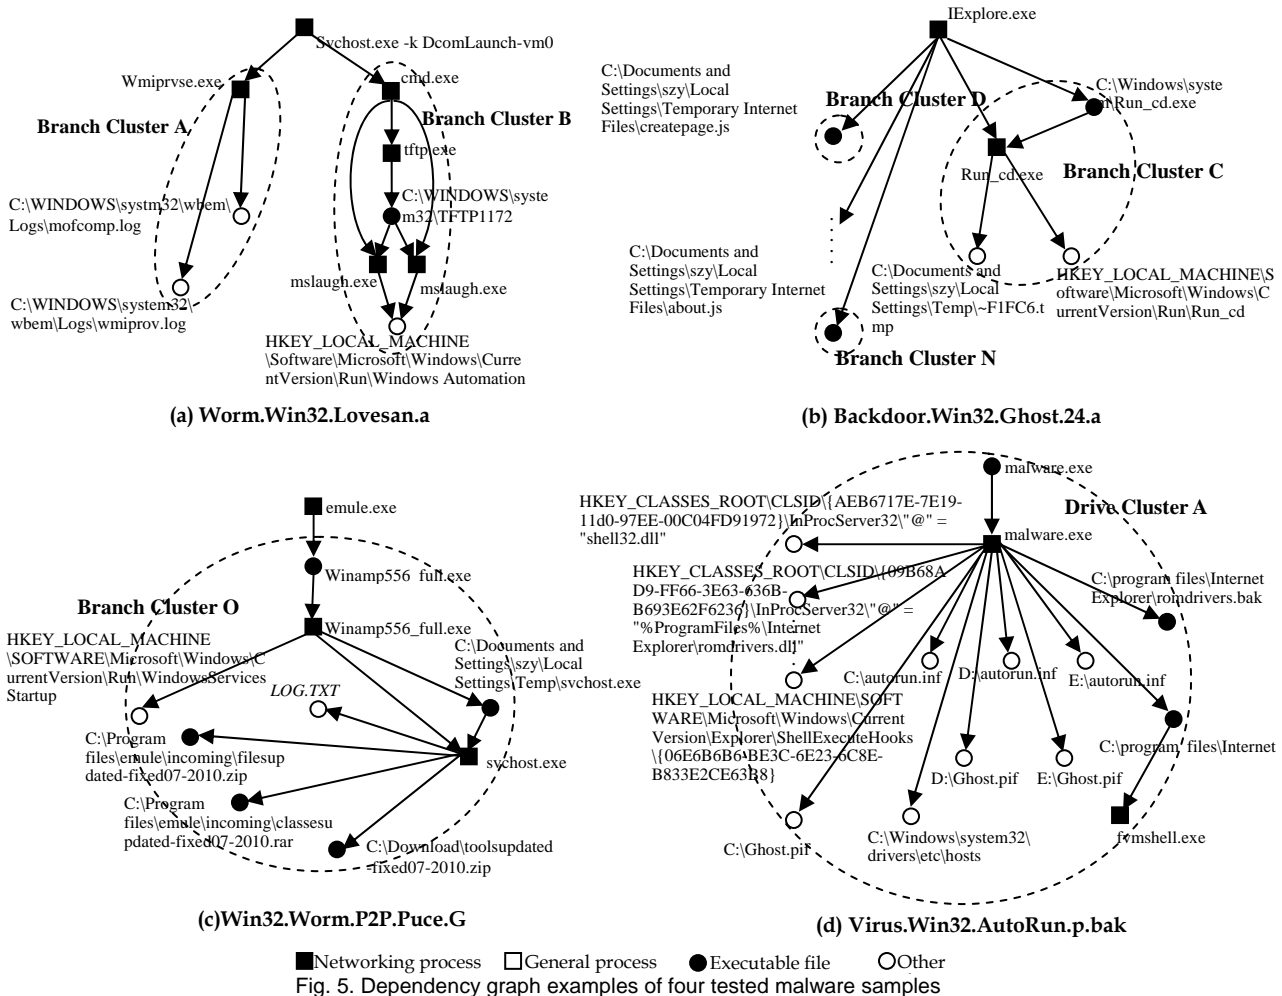 Svchost.exe -k DcomLaunch-vm0
Wmiprvse.exe
cmd.exe
Branch Cluster A
Branch Cluster B
tftp.exe
C:\WINDOWS\syste
m32\TFTP1172
C:\WINDOWS\systm32\wbem\
Logs\mofcomp.log
mslaugh.exe
mslaugh.exe
C:\WINDOWS\system32\
wbem\Logs\wmiprov.log
HKEY_LOCAL_MACHINE
\Software\Microsoft\Windows\Curre
ntVersion\Run\Windows Automation
(a) Worm.Win32.Lovesan.a
IExplore.exe
C:\Documents and
Settings\szy\Local
Settings\Temporary Internet
Files\createpage.js
Branch Cluster D
C:\Windows\syste
m\Run_cd.exe
Run_cd.exe
Branch Cluster C
C:\Documents and
Settings\szy\Local
Settings\Temporary Internet
Files\about.js
C:\Documents and
Settings\szy\Local
Settings\Temp\~F1FC6.t
mp
HKEY_LOCAL_MACHINE\S
oftware\Microsoft\Windows\C
urrentVersion\Run\Run_cd
Branch Cluster N
(b) Backdoor.Win32.Ghost.24.a
emule.exe
Winamp556_full.exe
Branch Cluster O
Winamp556_full.exe
HKEY_LOCAL_MACHINE
\SOFTWARE\Microsoft\Windows\C
urrentVersion\Run\WindowsServices
Startup
C:\Documents and
Settings\szy\Local
Settings\Temp\svchost.exe
LOG.TXT
C:\Program
files\emule\incoming\filesup
dated-fixed07-2010.zip
svchost.exe
C:\Program
files\emule\incoming\classesu
pdated-fixed07-2010.rar
C:\Download\toolsupdated
-fixed07-2010.zip
(c)Win32.Worm.P2P.Puce.G
malware.exe
HKEY_CLASSES_ROOT\CLSID\{AEB6717E-7E19-
11d0-97EE-00C04FD91972}\InProcServer32\"@" =
"shell32.dll"
Drive Cluster A
malware.exe
HKEY_CLASSES_ROOT\CLSID\{09B68A
D9-FF66-3E63-636B-
B693E62F6236}\InProcServer32\"@" =
"%ProgramFiles%\Internet
Explorer\romdrivers.dll"
C:\program files\Internet
Explorer\romdrivers.bak
C:\autorun.inf
D:\autorun.inf
E:\autorun.inf
HKEY_LOCAL_MACHINE\SOFT
WARE\Microsoft\Windows\Current
Version\Explorer\ShellExecuteHooks
\{06E6B6B6-BE3C-6E23-6C8E-
B833E2CE63B8}
C:\program files\Internet
D:\Ghost.pif
E:\Ghost.pif
C:\Ghost.pif
C:\Windows\system32\
drivers\etc\hosts
fvmshell.exe
(d) Virus.Win32.AutoRun.p.bak
Networking process
General process
Executable file
Other
Fig. 5. Dependency graph examples of four tested malware samples